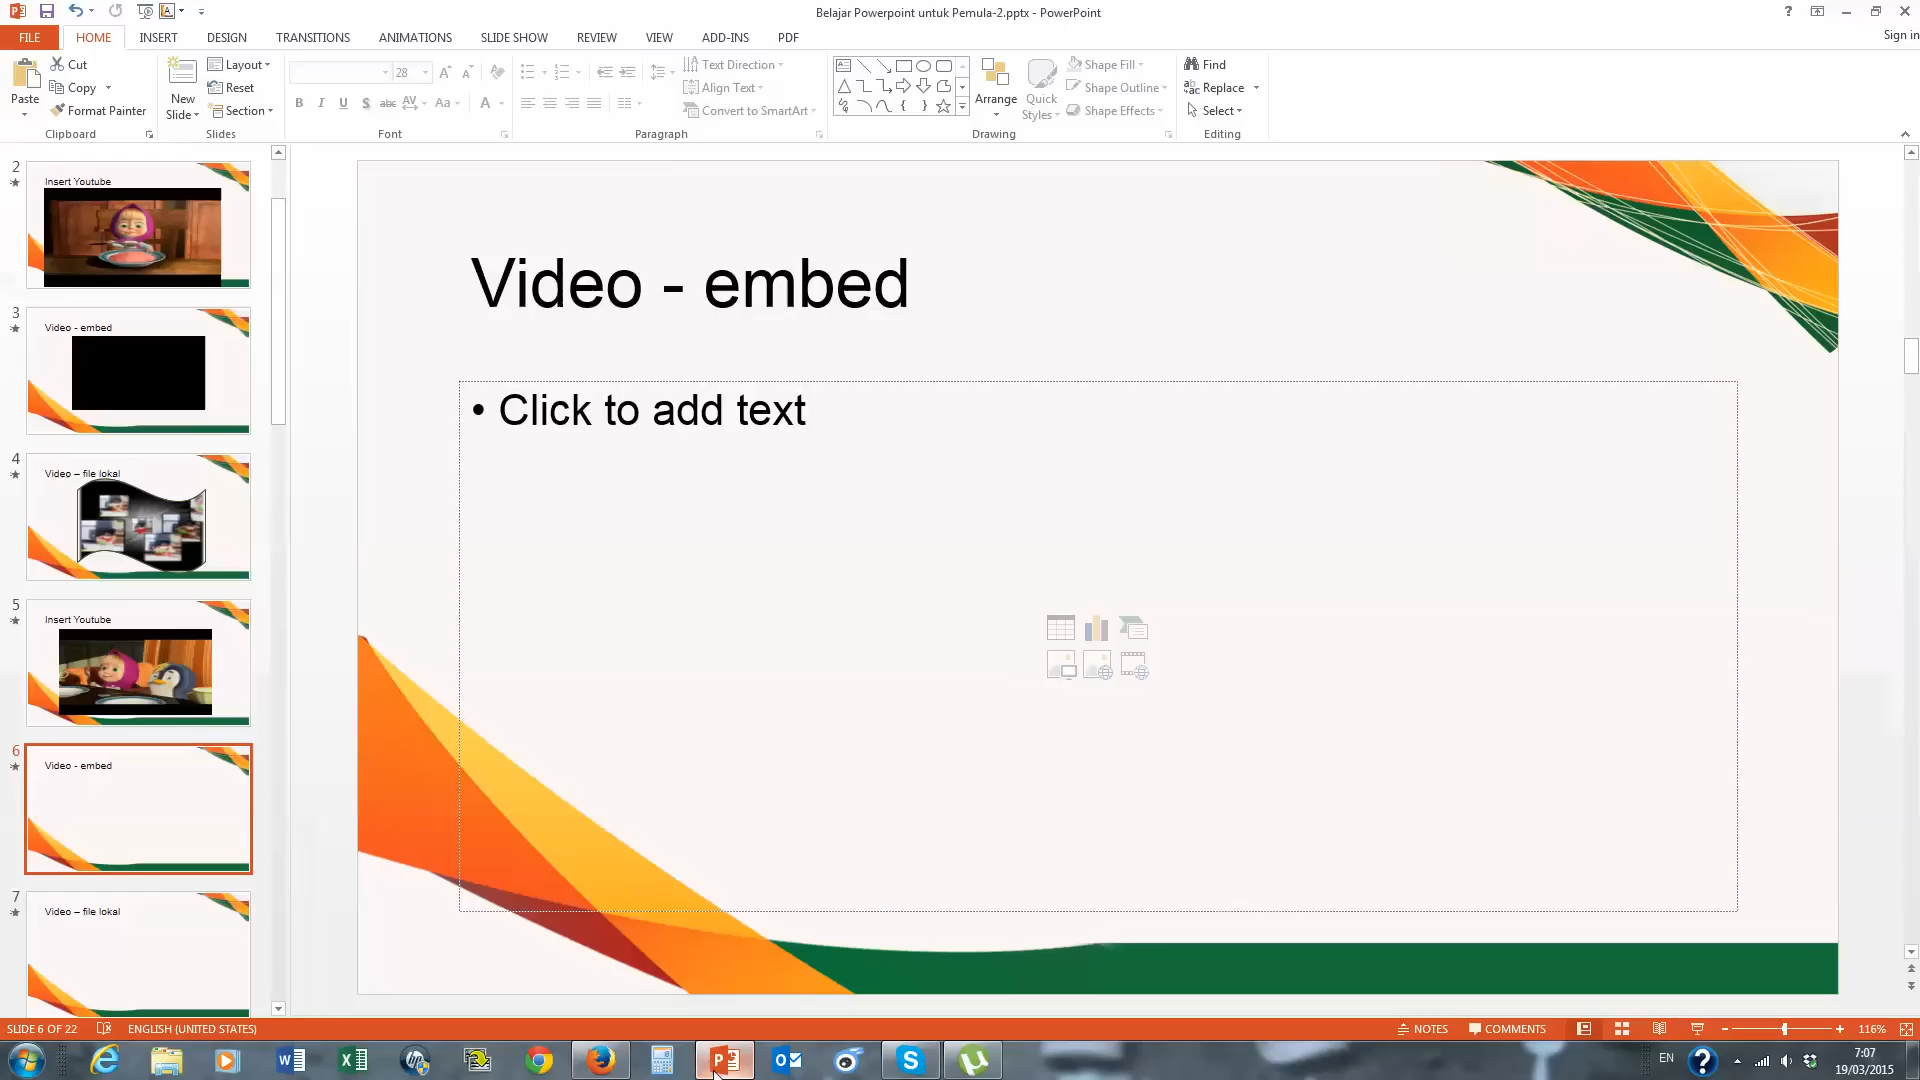 Belajar Powerpoint untuk Pemula-2.pptx - PowerPoint
FILE HOME INSERT DESIGN TRANSITIONS ANIMATIONS SLIDE SHOW REVIEW VIEW ADD-INS PDF Sign in
Paste
Cut
Copy
Format Painter
Clipboard
New
Slide
Layout
Reset
Section
Slides
28
B I U S abc AV Aa A
Font
Text Direction
Align Text
Convert to SmartArt
Paragraph
Arrange
Quick
Styles
Shape Fill
Shape Outline
Shape Effects
Drawing
Find
Replace
Select
Editing
2
Insert Youtube
3
Video - embed
4
Video – file lokal
5
Insert Youtube
6
Video - embed
7
Video – file lokal
Video - embed
• Click to add text
SLIDE 6 OF 22 ENGLISH (UNITED STATES) NOTES COMMENTS 116%
EN
7:07
19/03/2015